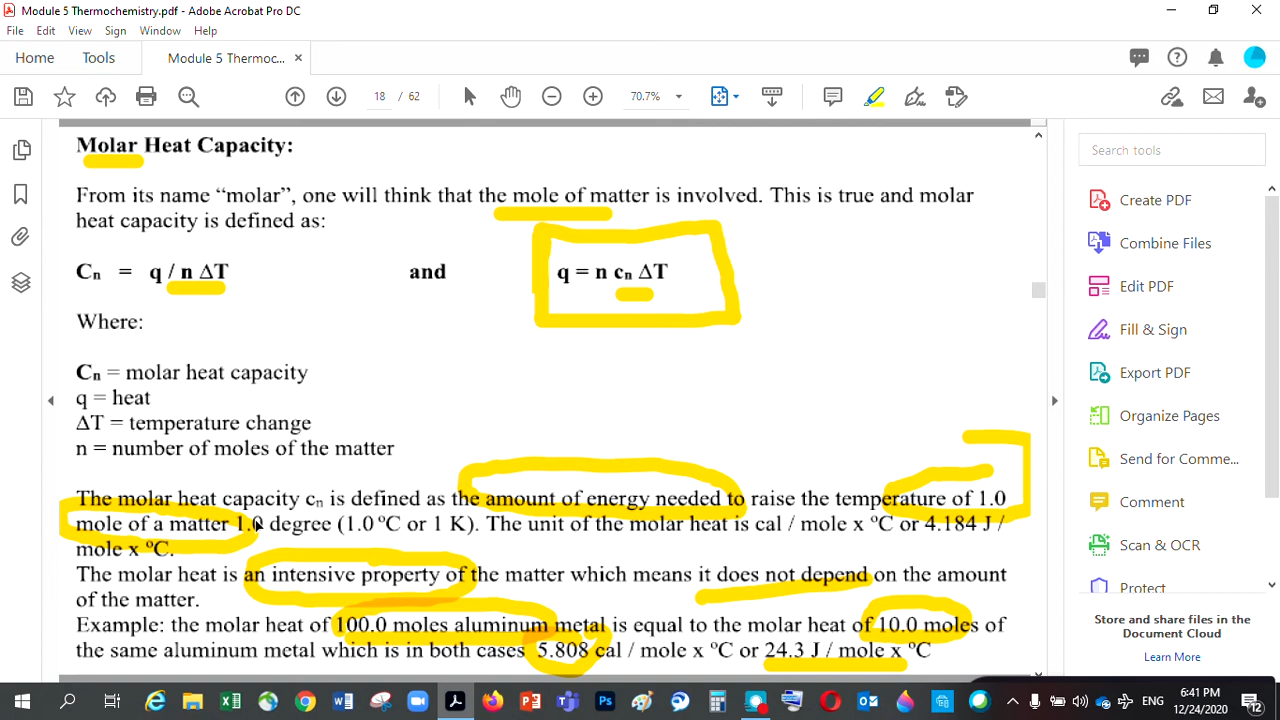 Module 5 Thermochemistry.pdf - Adobe Acrobat Pro DC
File Edit View Sign Window Help
Home Tools Module 5 Thermoc... ×
18 / 62 70.7%
Molar Heat Capacity:
From its name “molar”, one will think that the mole of matter is involved. This is true and molar
heat capacity is defined as:
Cₙ = q / n ΔT and q = n cₙ ΔT
Where:
Cₙ = molar heat capacity
q = heat
ΔT = temperature change
n = number of moles of the matter
The molar heat capacity cₙ is defined as the amount of energy needed to raise the temperature of 1.0
mole of a matter 1.0 degree (1.0 ºC or 1 K). The unit of the molar heat is cal / mole x ºC or 4.184 J /
mole x ºC.
The molar heat is an intensive property of the matter which means it does not depend on the amount
of the matter.
Example: the molar heat of 100.0 moles aluminum metal is equal to the molar heat of 10.0 moles of
the same aluminum metal which is in both cases 5.808 cal / mole x ºC or 24.3 J / mole x ºC
Search tools
Create PDF
Combine Files
Edit PDF
Fill & Sign
Export PDF
Organize Pages
Send for Comme...
Comment
Scan & OCR
Protect
Store and share files in the
Document Cloud
Learn More
ENG
6:41 PM
12/24/2020
12